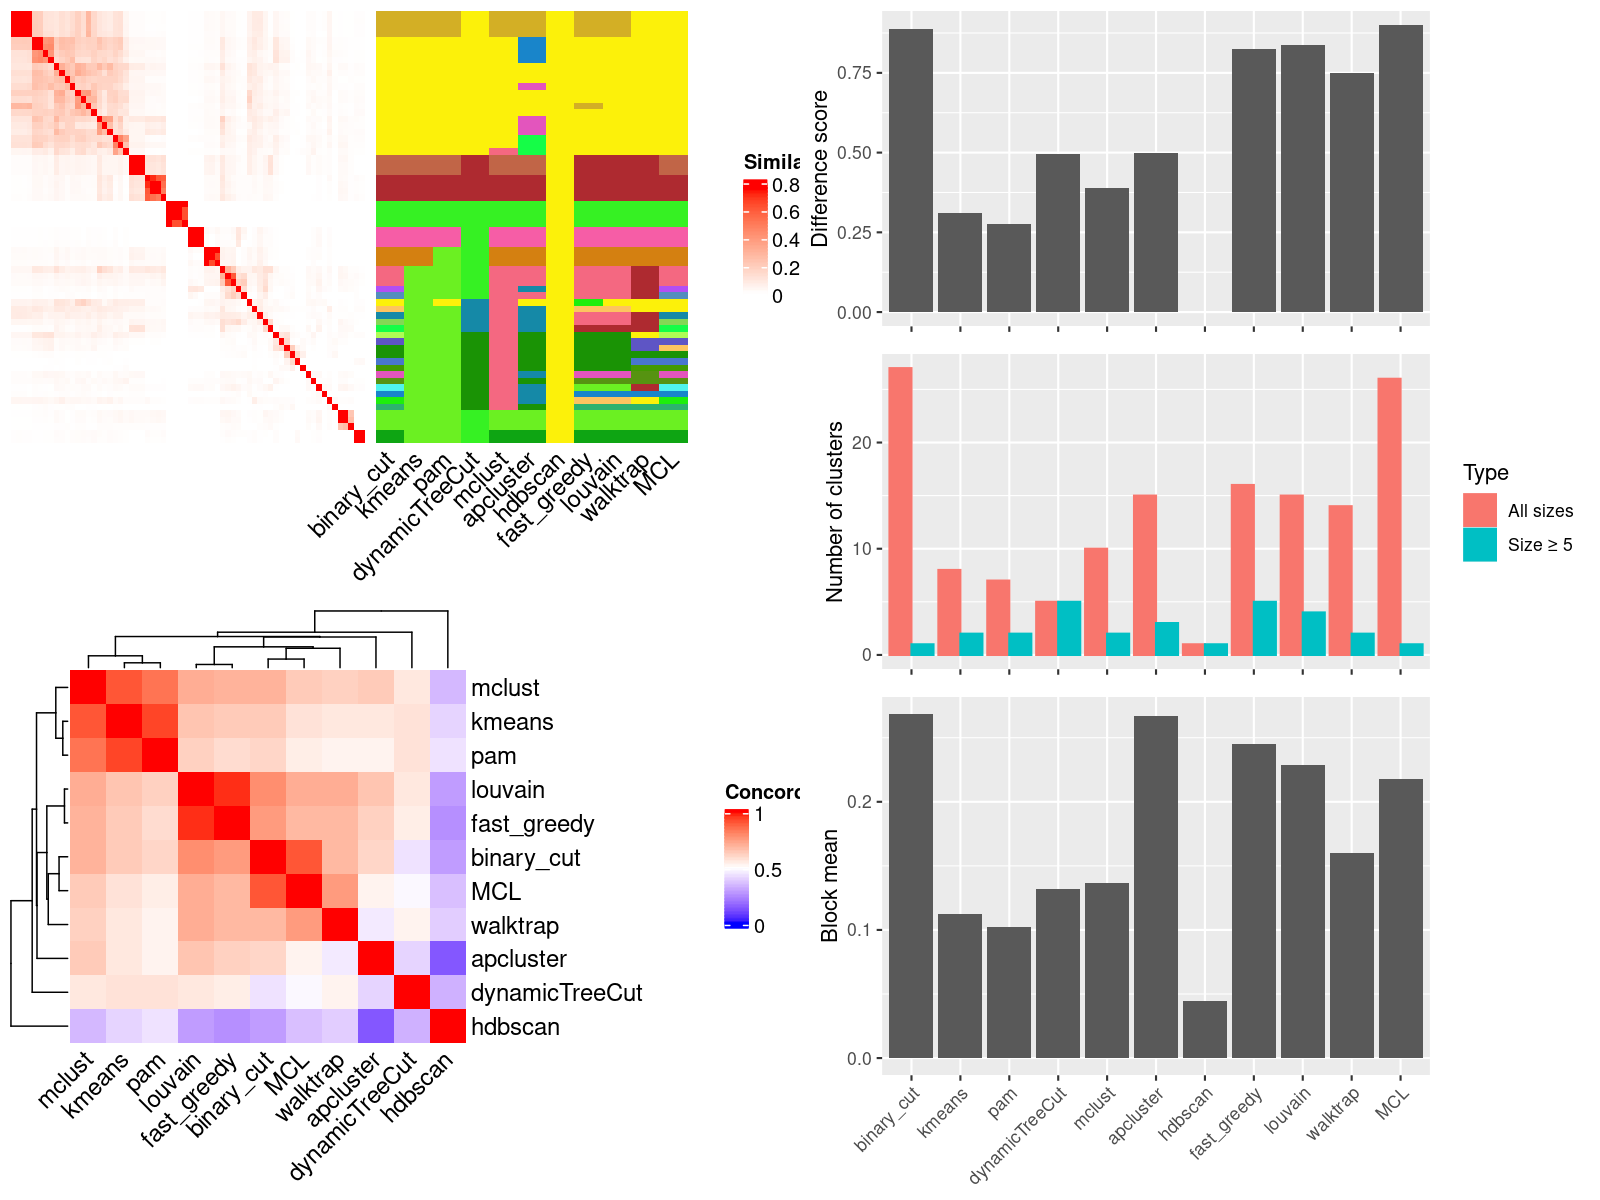 Simila
0.8
0.6
0.4
0.2
0
binary_cut
kmeans
pam
dynamicTreeCut
mclust
apcluster
hdbscan
fast_greedy
louvain
walktrap
MCL
Difference score
0.75
0.50
0.25
0.00
Number of clusters
20
10
0
Type
All sizes
Size ≥ 5
mclust
kmeans
pam
louvain
fast_greedy
binary_cut
MCL
walktrap
apcluster
dynamicTreeCut
hdbscan
mclust
kmeans
pam
louvain
fast_greedy
binary_cut
MCL
walktrap
apcluster
dynamicTreeCut
hdbscan
Concord
1
0.5
0
Block mean
0.2
0.1
0.0
binary_cut
kmeans
pam
dynamicTreeCut
mclust
apcluster
hdbscan
fast_greedy
louvain
walktrap
MCL